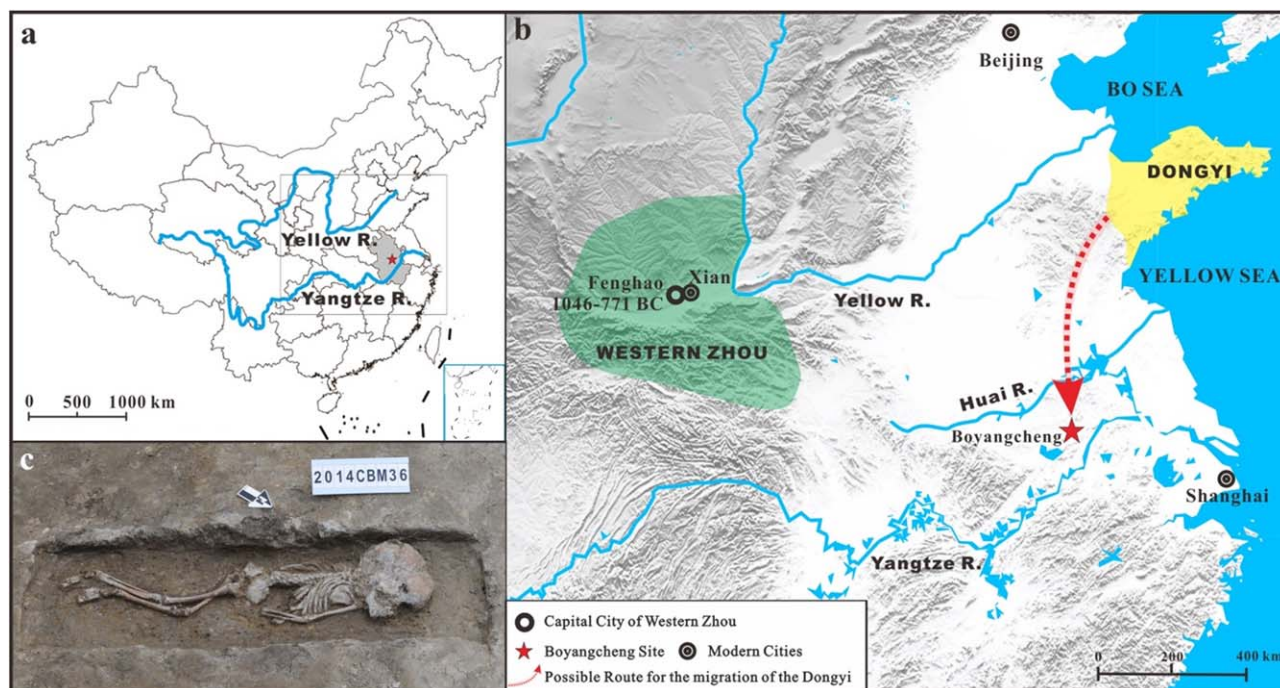 a
Yellow R.
Yangtze R.
0 500 1000 km
b
Beijing
BO SEA
DONGYI
YELLOW SEA
Fenghao
1046-771 BC
Xian
WESTERN ZHOU
Yellow R.
Huai R.
Boyangcheng
Shanghai
Yangtze R.
Capital City of Western Zhou
Boyangcheng Site
Modern Cities
Possible Route for the migration of the Dongyi
0 200 400 km
c
2014CBM36